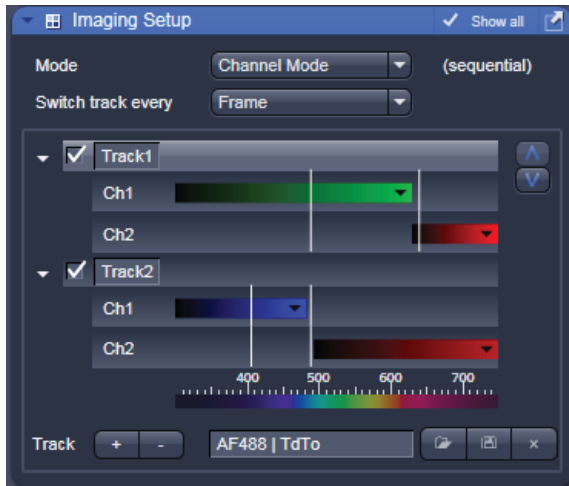 Imaging Setup
Show all
Mode
Channel Mode
(sequential)
Switch track every
Frame
Track1
Ch1
Ch2
Track2
Ch1
Ch2
400 500 600 700
Track
+
-
AF488 | TdTo